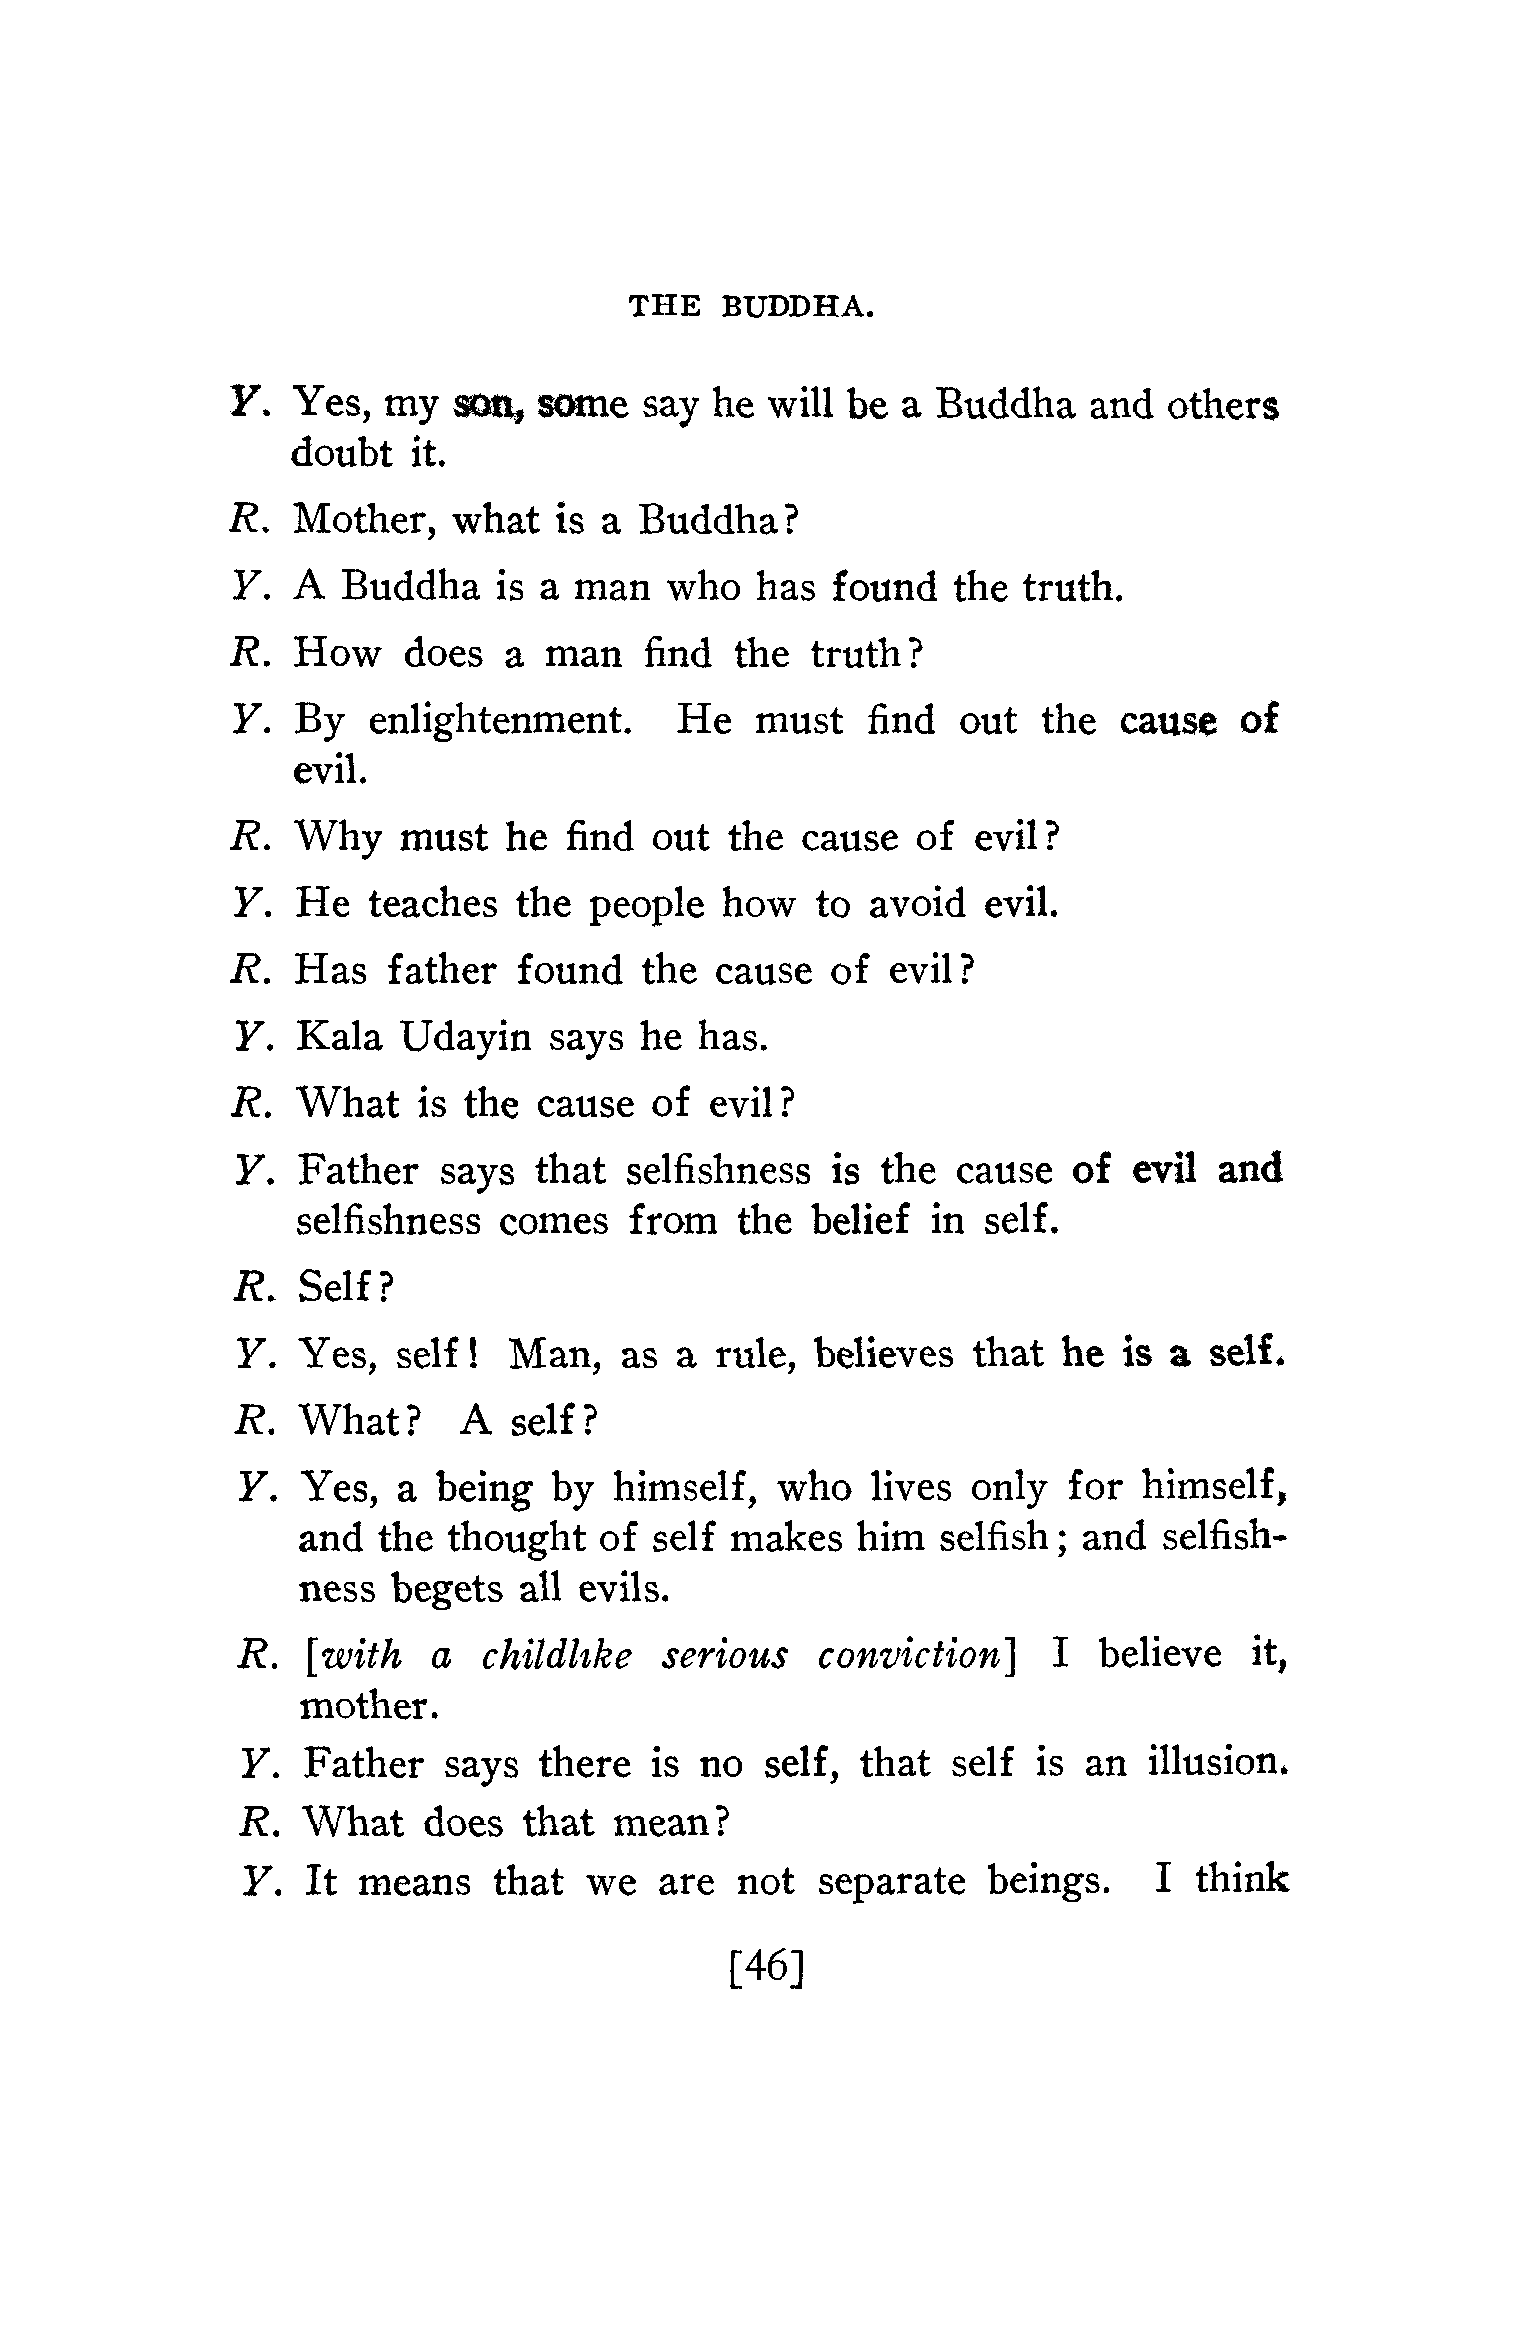 THE BUDDHA.
Y. Yes, my son, some say he will be a Buddha and others
doubt it.
R. Mother, what is a Buddha?
Y. A Buddha is a man who has found the truth.
R. How does a man find the truth?
Y. By enlightenment. He must find out the cause of
evil.
R. Why must he find out the cause of evil?
Y. He teaches the people how to avoid evil.
R. Has father found the cause of evil?
Y. Kala Udayin says he has.
R. What is the cause of evil?
Y. Father says that selfishness is the cause of evil and
selfishness comes from the belief in self.
R. Self?
Y. Yes, self! Man, as a rule, believes that he is a self.
R. What? A self?
Y. Yes, a being by himself, who lives only for himself,
and the thought of self makes him selfish; and selfish-
ness begets all evils.
R. [with a childlike serious conviction] I believe it,
mother.
Y. Father says there is no self, that self is an illusion.
R. What does that mean?
Y. It means that we are not separate beings. I think
[46]